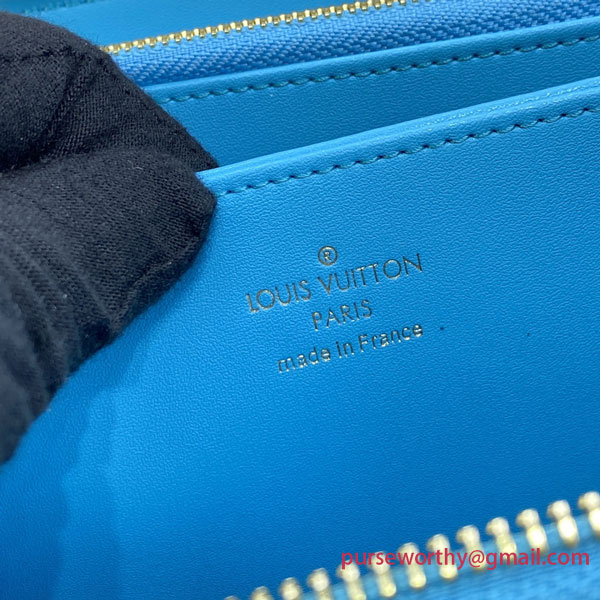 ®
LOUIS VUITTON
PARIS
made in France
purseworthy@gmail.com